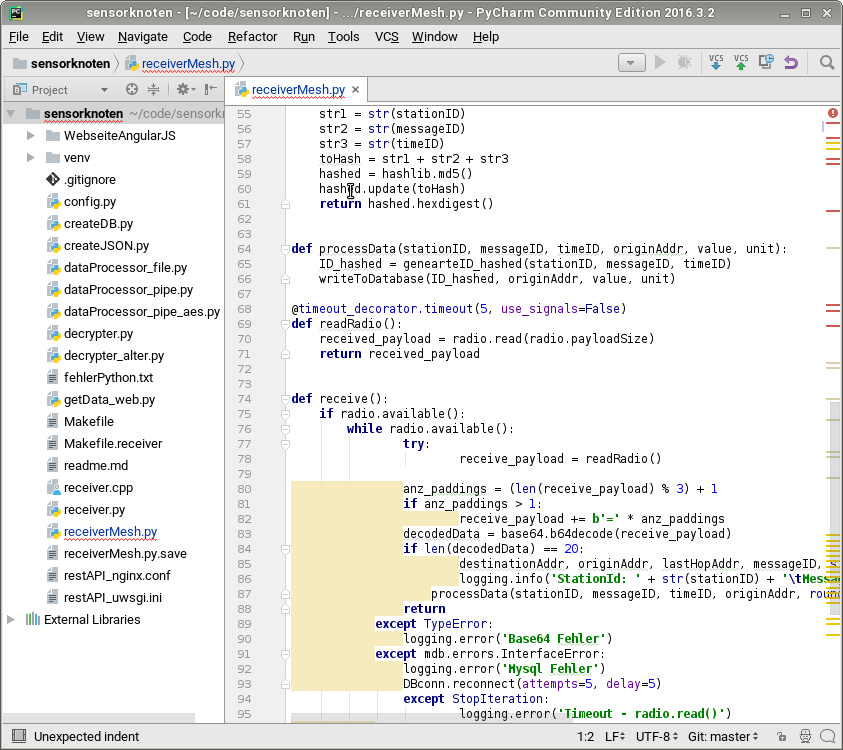 sensorknoten - [~/code/sensorknoten] - .../receiverMesh.py - PyCharm Community Edition 2016.3.2
File Edit View Navigate Code Refactor Run Tools VCS Window Help
sensorknoten receiverMesh.py VCS VCS
Project receiverMesh.py
sensorknoten ~/code/sensorkn
WebseiteAngularJS
venv
.gitignore
config.py
createDB.py
createJSON.py
dataProcessor_file.py
dataProcessor_pipe.py
dataProcessor_pipe_aes.py
decrypter.py
decrypter_alter.py
fehlerPython.txt
getData_web.py
Makefile
Makefile.receiver
readme.md
receiver.cpp
receiver.py
receiverMesh.py
receiverMesh.py.save
restAPI_nginx.conf
restAPI_uwsgi.ini
External Libraries
55 str1 = str(stationID)
56 str2 = str(messageID)
57 str3 = str(timeID)
58 toHash = str1 + str2 + str3
59 hashed = hashlib.md5()
60 hashed.update(toHash)
61 return hashed.hexdigest()
62
63
64 def processData(stationID, messageID, timeID, originAddr, value, unit):
65 ID_hashed = genearteID_hashed(stationID, messageID, timeID)
66 writeToDatabase(ID_hashed, originAddr, value, unit)
67
68 @timeout_decorator.timeout(5, use_signals=False)
69 def readRadio():
70 received_payload = radio.read(radio.payloadSize)
71 return received_payload
72
73
74 def receive():
75 if radio.available():
76 while radio.available():
77 try:
78 receive_payload = readRadio()
79
80 anz_paddings = (len(receive_payload) % 3) + 1
81 if anz_paddings > 1:
82 receive_payload += b'=' * anz_paddings
83 decodedData = base64.b64decode(receive_payload)
84 if len(decodedData) == 20:
85 destinationAddr, originAddr, lastHopAddr, messageID, s
86 logging.info('StationId: ' + str(stationID) + '\tMessa
87 processData(stationID, messageID, timeID, originAddr, roun
88 return
89 except TypeError:
90 logging.error('Base64 Fehler')
91 except mdb.errors.InterfaceError:
92 logging.error('Mysql Fehler')
93 DBconn.reconnect(attempts=5, delay=5)
94 except StopIteration:
95 logging.error('Timeout - radio.read()')
Unexpected indent 1:2 LF UTF-8 Git: master